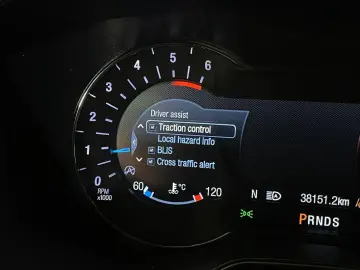 0
1
2
3
4
5
6
RPM
x1000
Driver assist
Traction control
Local hazard info
BLIS
Cross traffic alert
60
°C
120
N
38151.2km
PRNDS